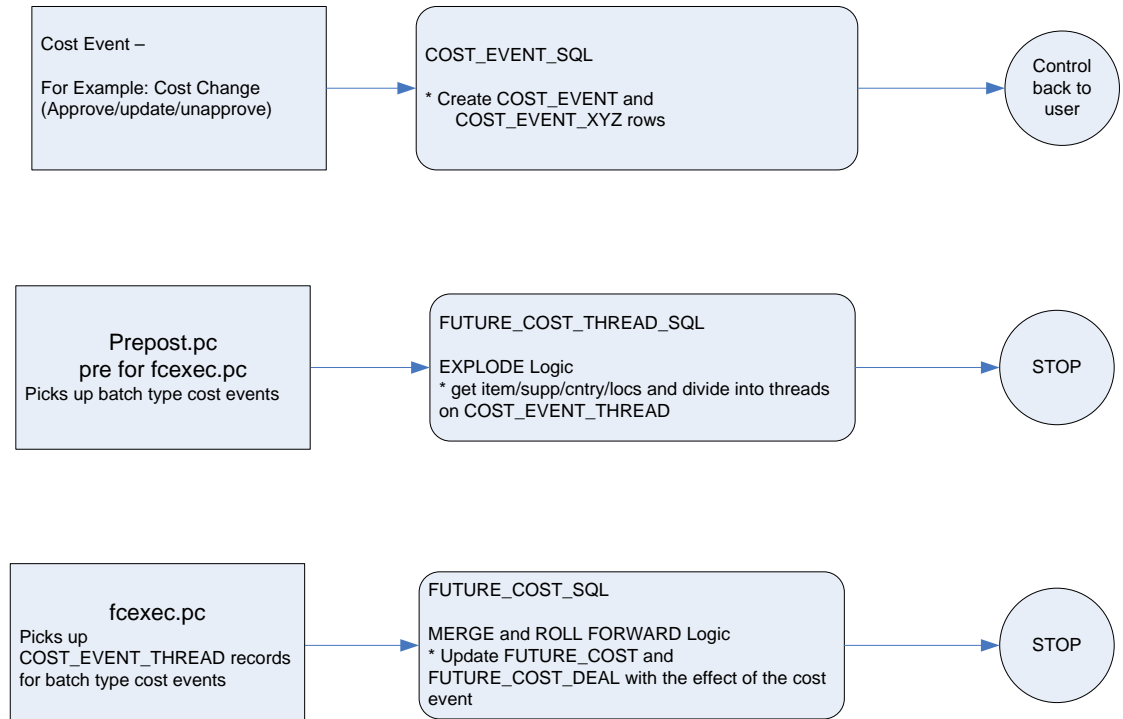 Cost Event –
For Example: Cost Change
(Approve/update/unapprove)
COST_EVENT_SQL
* Create COST_EVENT and
COST_EVENT_XYZ rows
Control
back to
user
Prepost.pc
pre for fcexec.pc
Picks up batch type cost events
FUTURE_COST_THREAD_SQL
EXPLODE Logic
* get item/supp/cntry/locs and divide into threads
on COST_EVENT_THREAD
STOP
fcexec.pc
Picks up
COST_EVENT_THREAD records
for batch type cost events
FUTURE_COST_SQL
MERGE and ROLL FORWARD Logic
* Update FUTURE_COST and
FUTURE_COST_DEAL with the effect of the cost
event
STOP